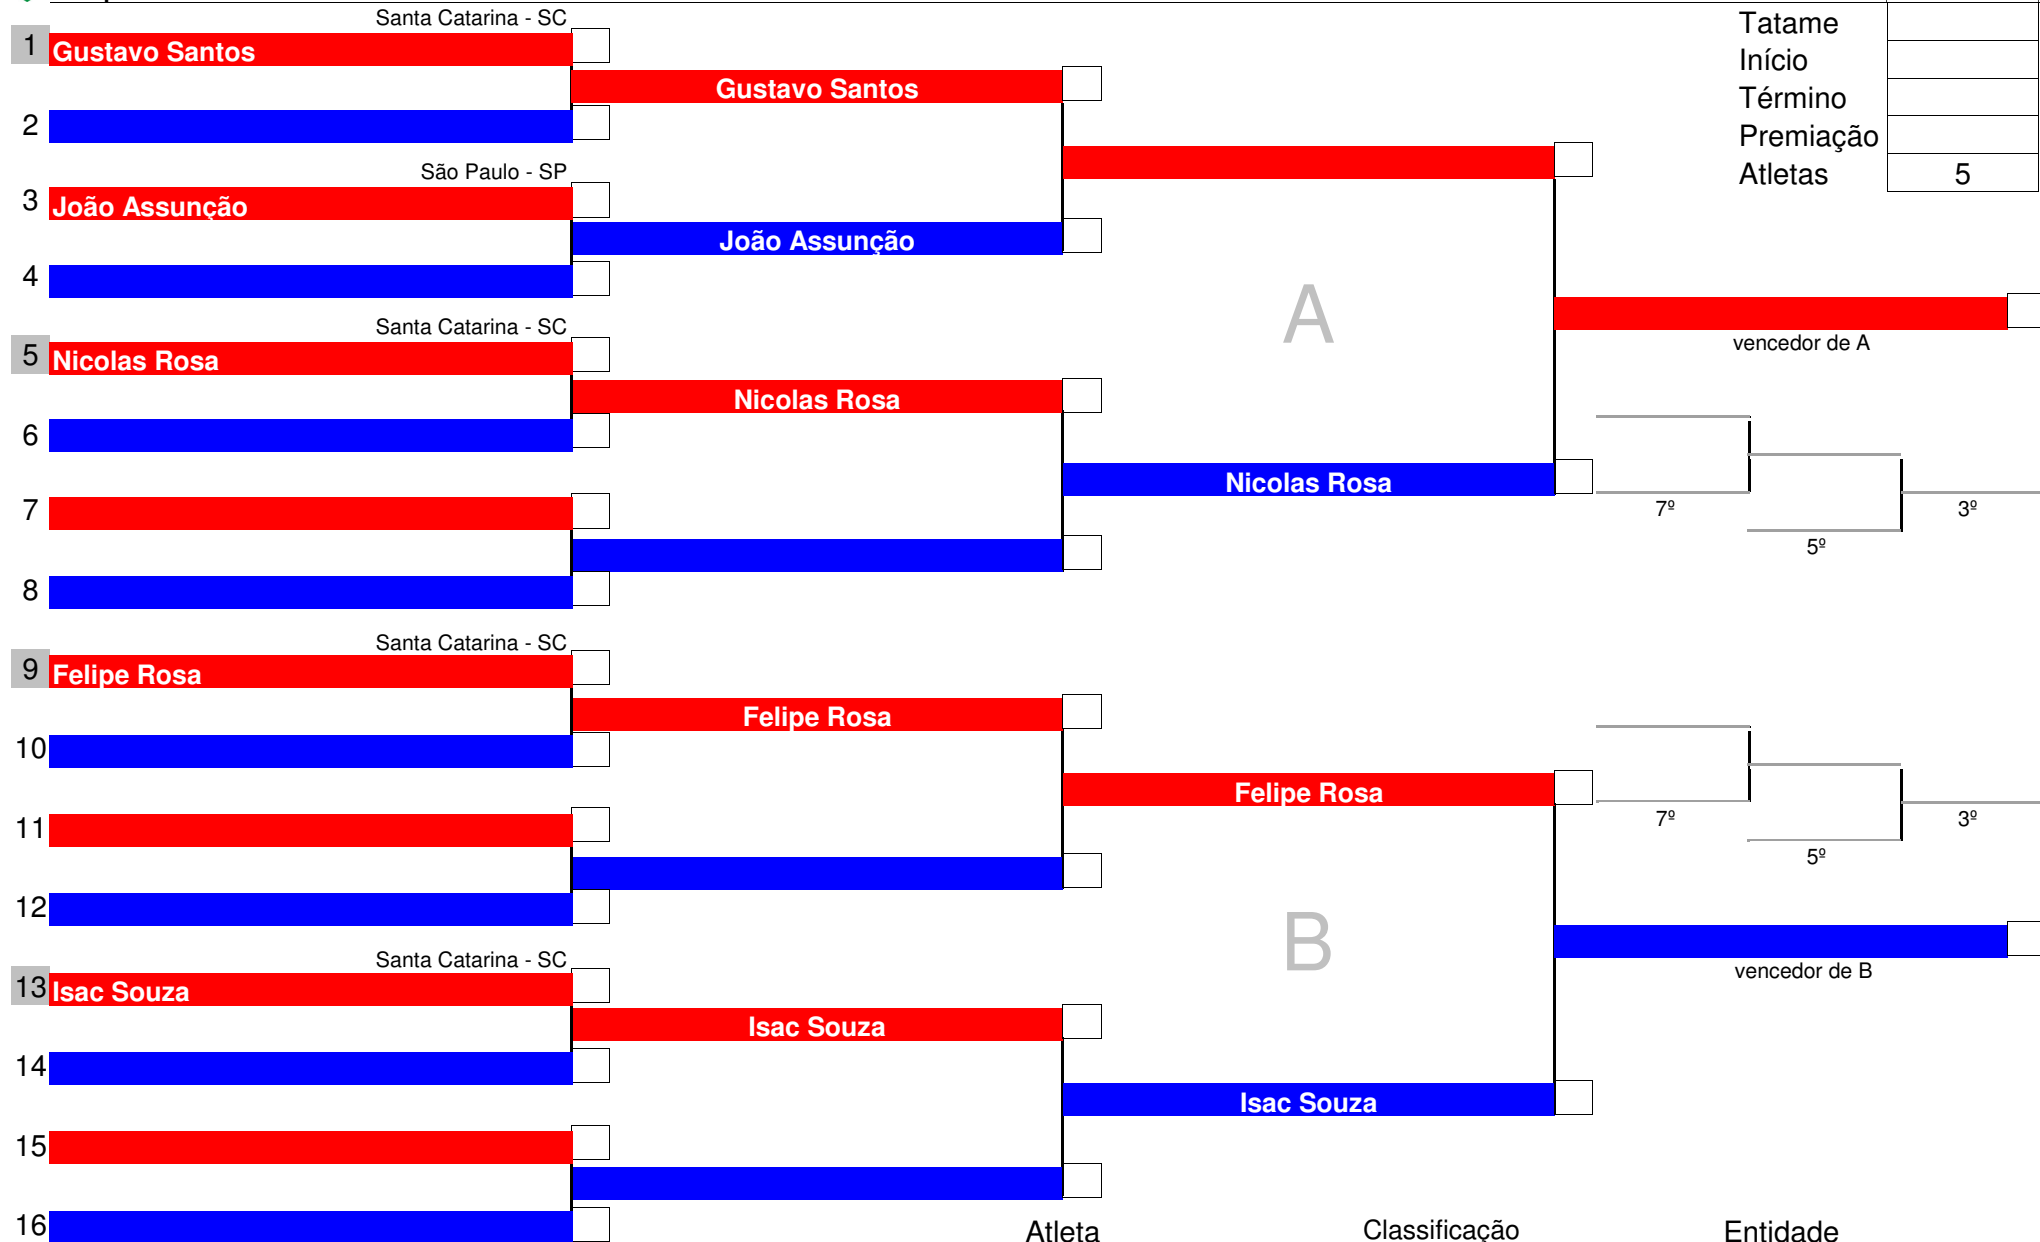 Santa Catarina - SC
1 Gustavo Santos
Gustavo Santos
2
São Paulo - SP
3 João Assunção
João Assunção
4
Santa Catarina - SC
5 Nicolas Rosa
Nicolas Rosa
6
Nicolas Rosa
7
8
A
Tatame
Início
Término
Premiação
Atletas 5
vencedor de A
7º
3º
5º
Santa Catarina - SC
9 Felipe Rosa
Felipe Rosa
10
Felipe Rosa
11
12
B
Santa Catarina - SC
13 Isac Souza
Isac Souza
14
Isac Souza
15
16
7º
3º
5º
vencedor de B
Atleta Classificação Entidade